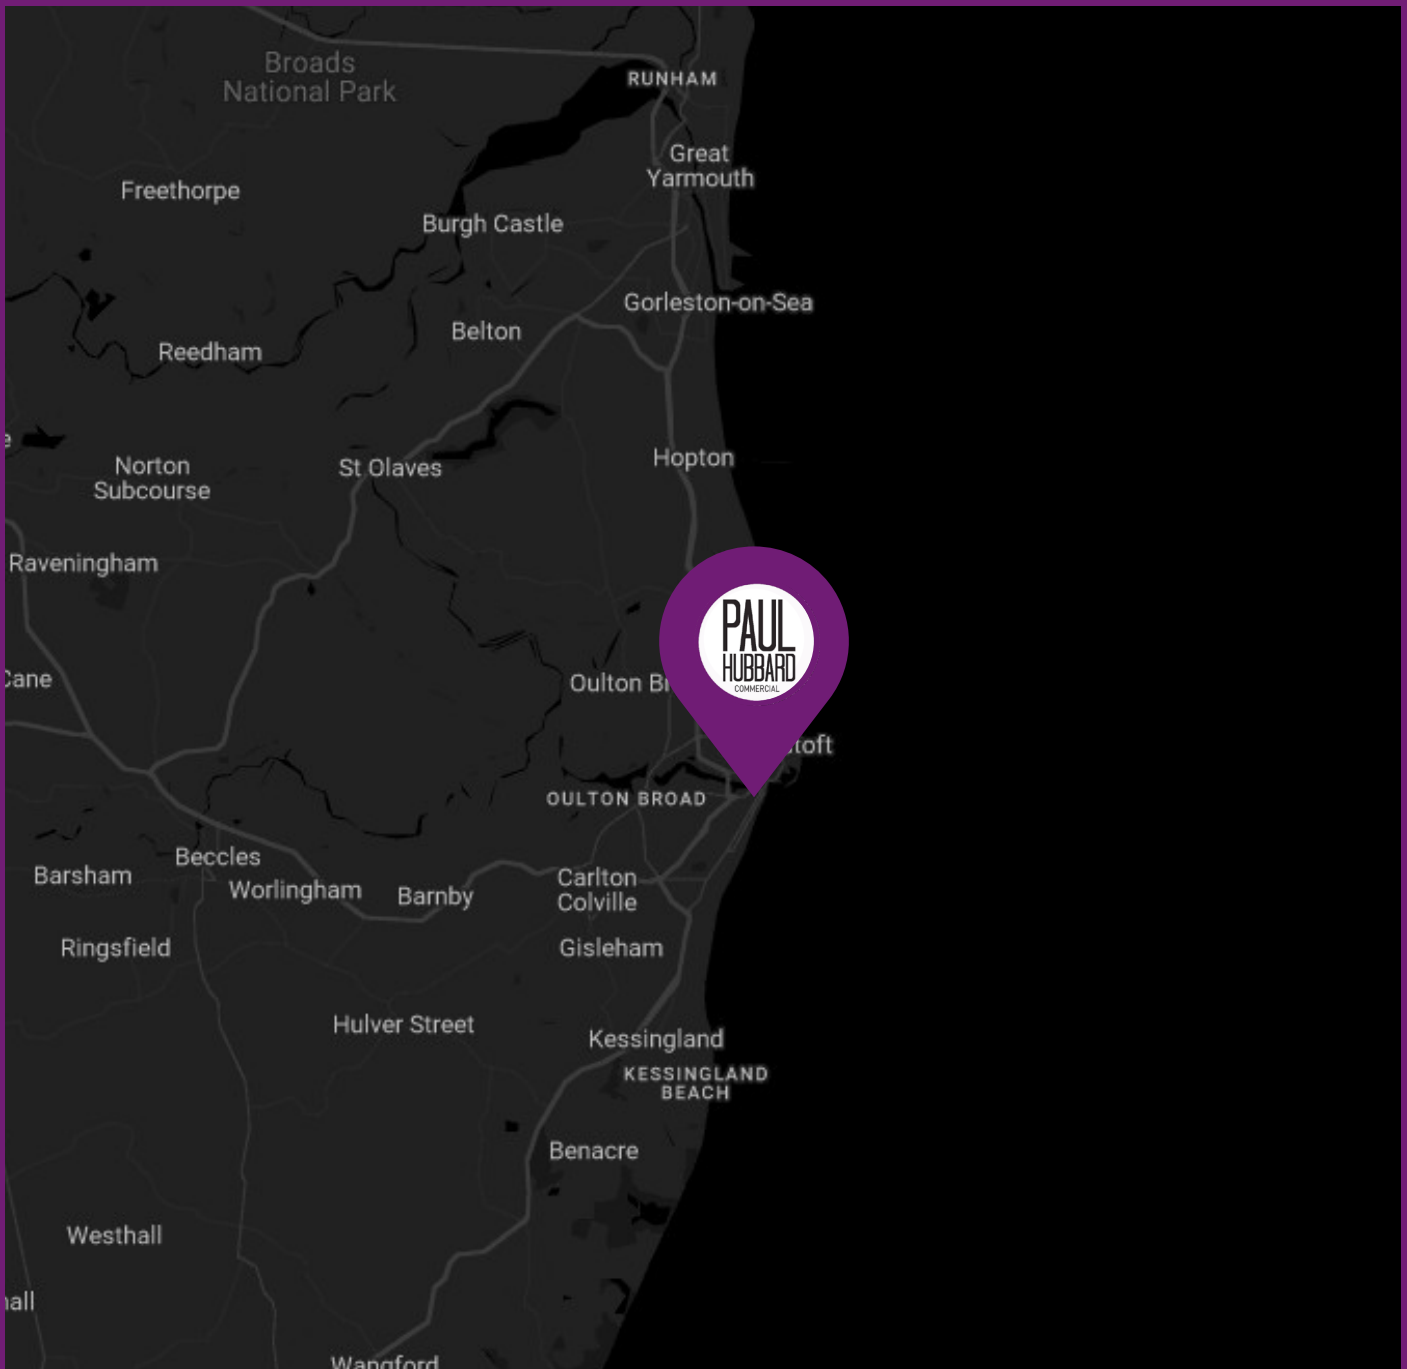 Broads
National Park
RUNHAM
Great
Yarmouth
Freethorpe
Burgh Castle
Gorleston-on-Sea
Belton
Reedham
e
Hopton
Norton
Subcourse
St Olaves
Raveningham
PAUL
HUBBARD
COMMERCIAL
Cane
Oulton Br
toft
OULTON BROAD
Beccles
Barsham
Worlingham
Barnby
Carlton
Colville
Ringsfield
Gisleham
Hulver Street
Kessingland
KESSINGLAND
BEACH
Benacre
Westhall
all
Wangford